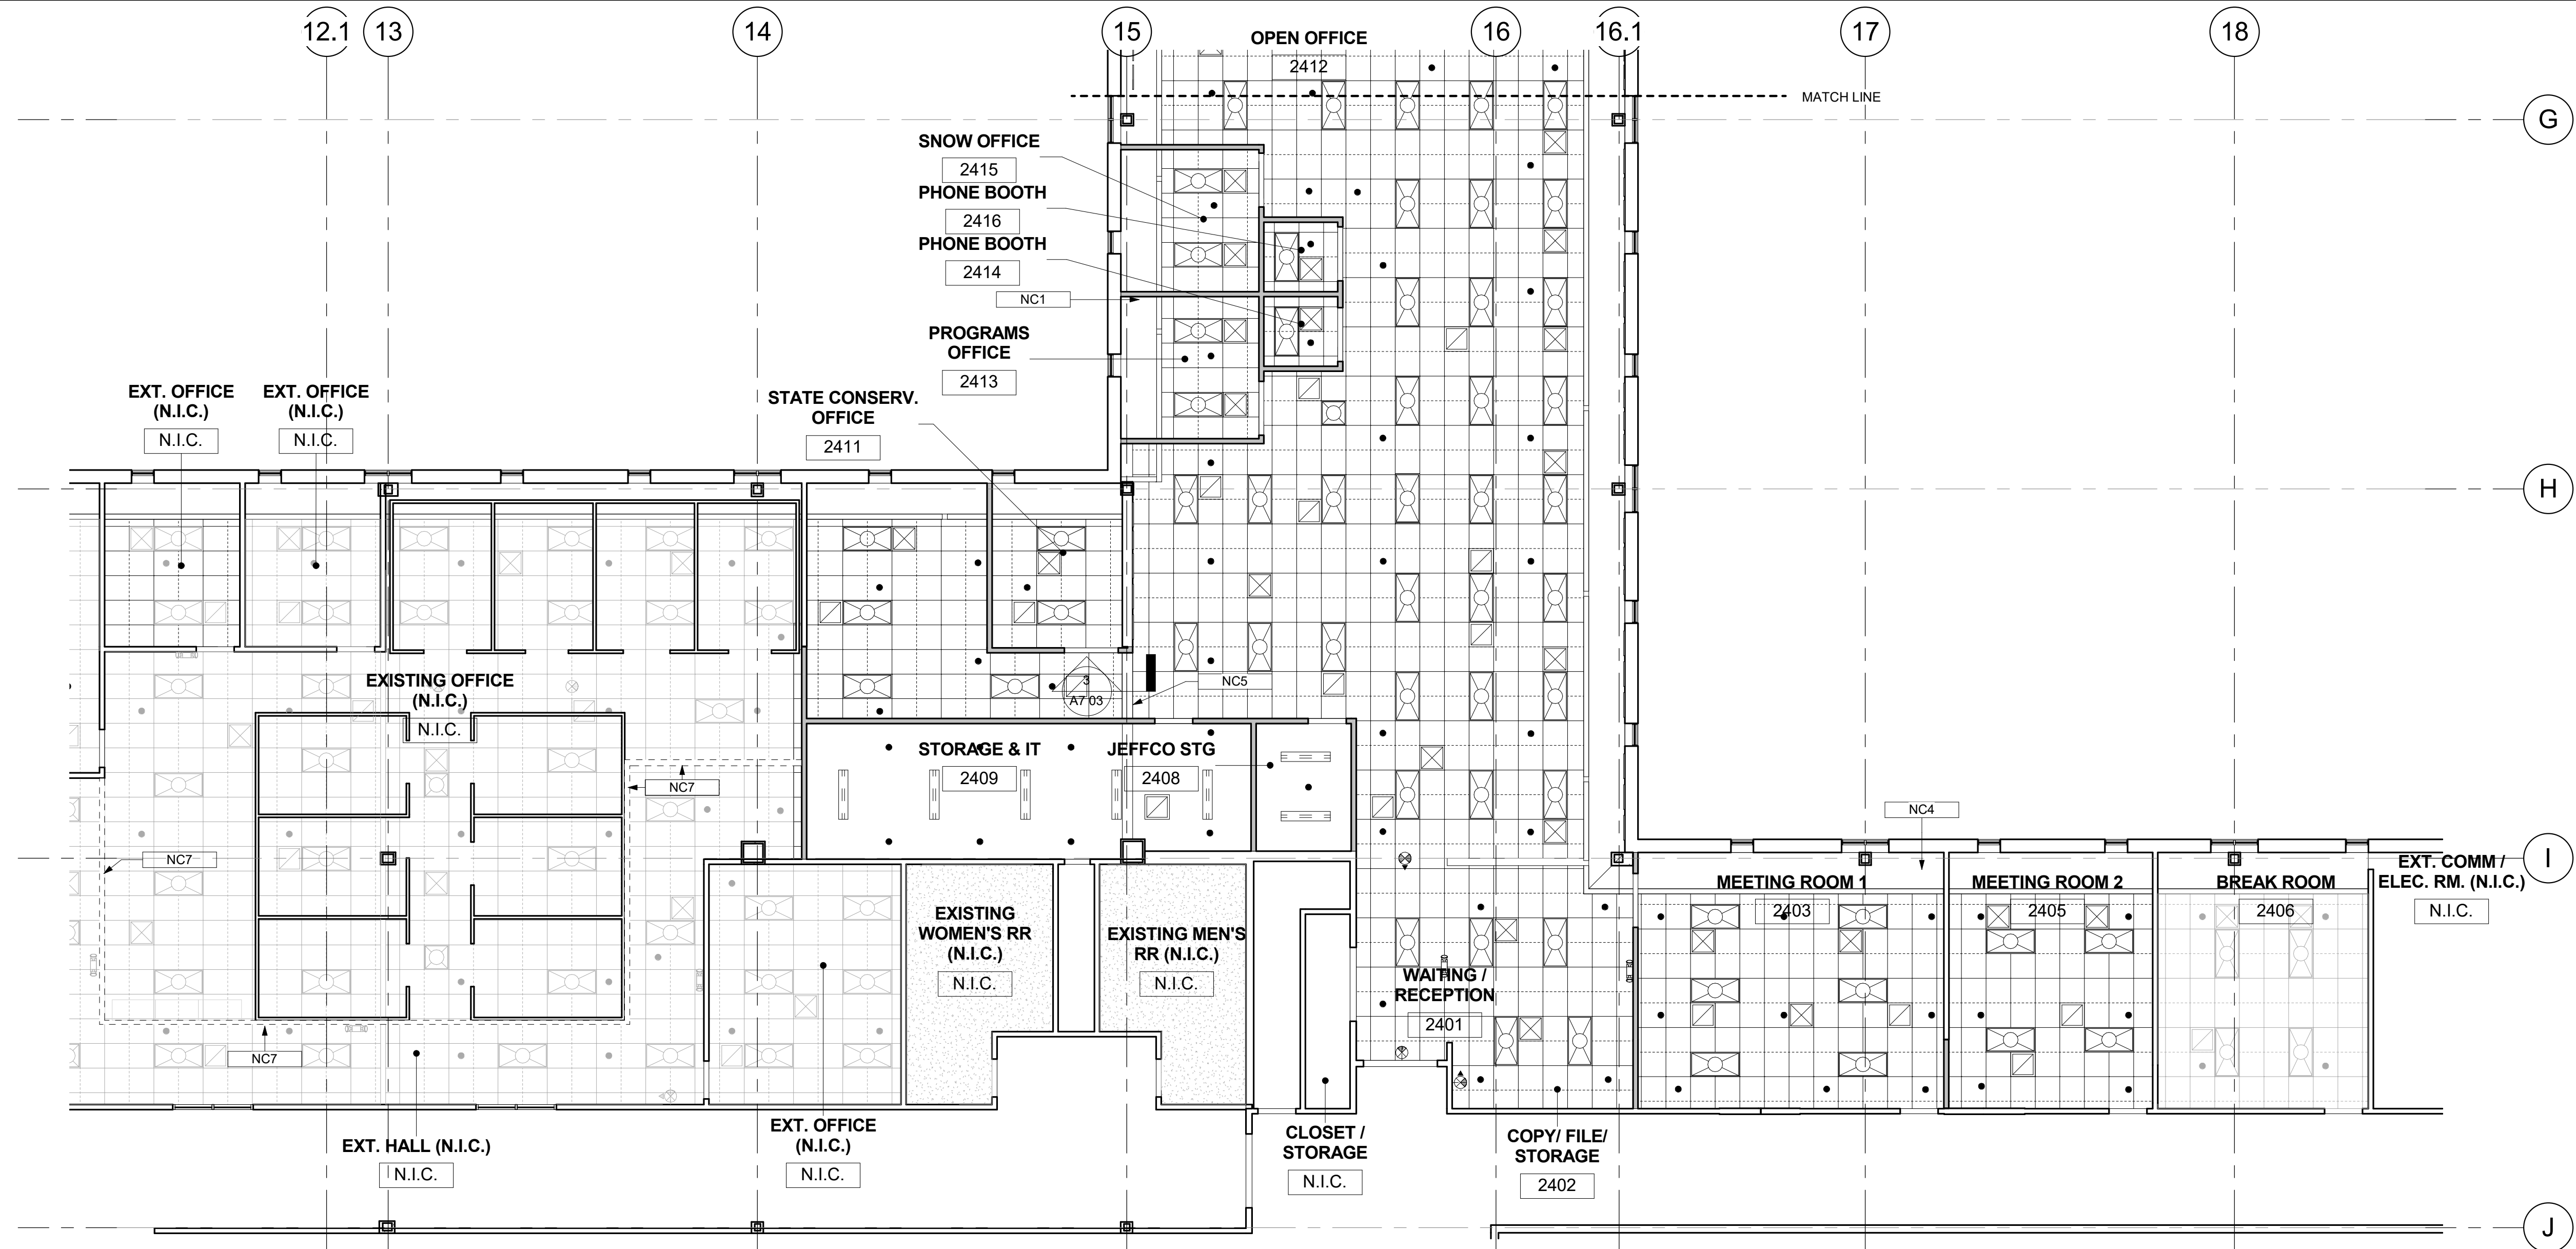 12.1
13
14
15
16
16.1
17
18
OPEN OFFICE
2412
MATCH LINE
G
SNOW OFFICE
2415
PHONE BOOTH
2416
PHONE BOOTH
2414
NC1
PROGRAMS
OFFICE
2413
EXT. OFFICE
(N.I.C.)
N.I.C.
EXT. OFFICE
(N.I.C.)
N.I.C.
STATE CONSERV.
OFFICE
2411
H
EXISTING OFFICE
(N.I.C.)
N.I.C.
3
A7 03
NC5
STORAGE & IT
2409
JEFFCO STG
2408
NC7
NC7
NC7
NC4
I
MEETING ROOM 1
2403
MEETING ROOM 2
2405
BREAK ROOM
2406
EXT. COMM /
ELEC. RM. (N.I.C.)
N.I.C.
EXISTING
WOMEN'S RR
(N.I.C.)
N.I.C.
EXISTING MEN'S
RR (N.I.C.)
N.I.C.
WAITING /
RECEPTION
2401
EXT. HALL (N.I.C.)
N.I.C.
EXT. OFFICE
(N.I.C.)
N.I.C.
CLOSET /
STORAGE
N.I.C.
COPY/ FILE/
STORAGE
2402
J